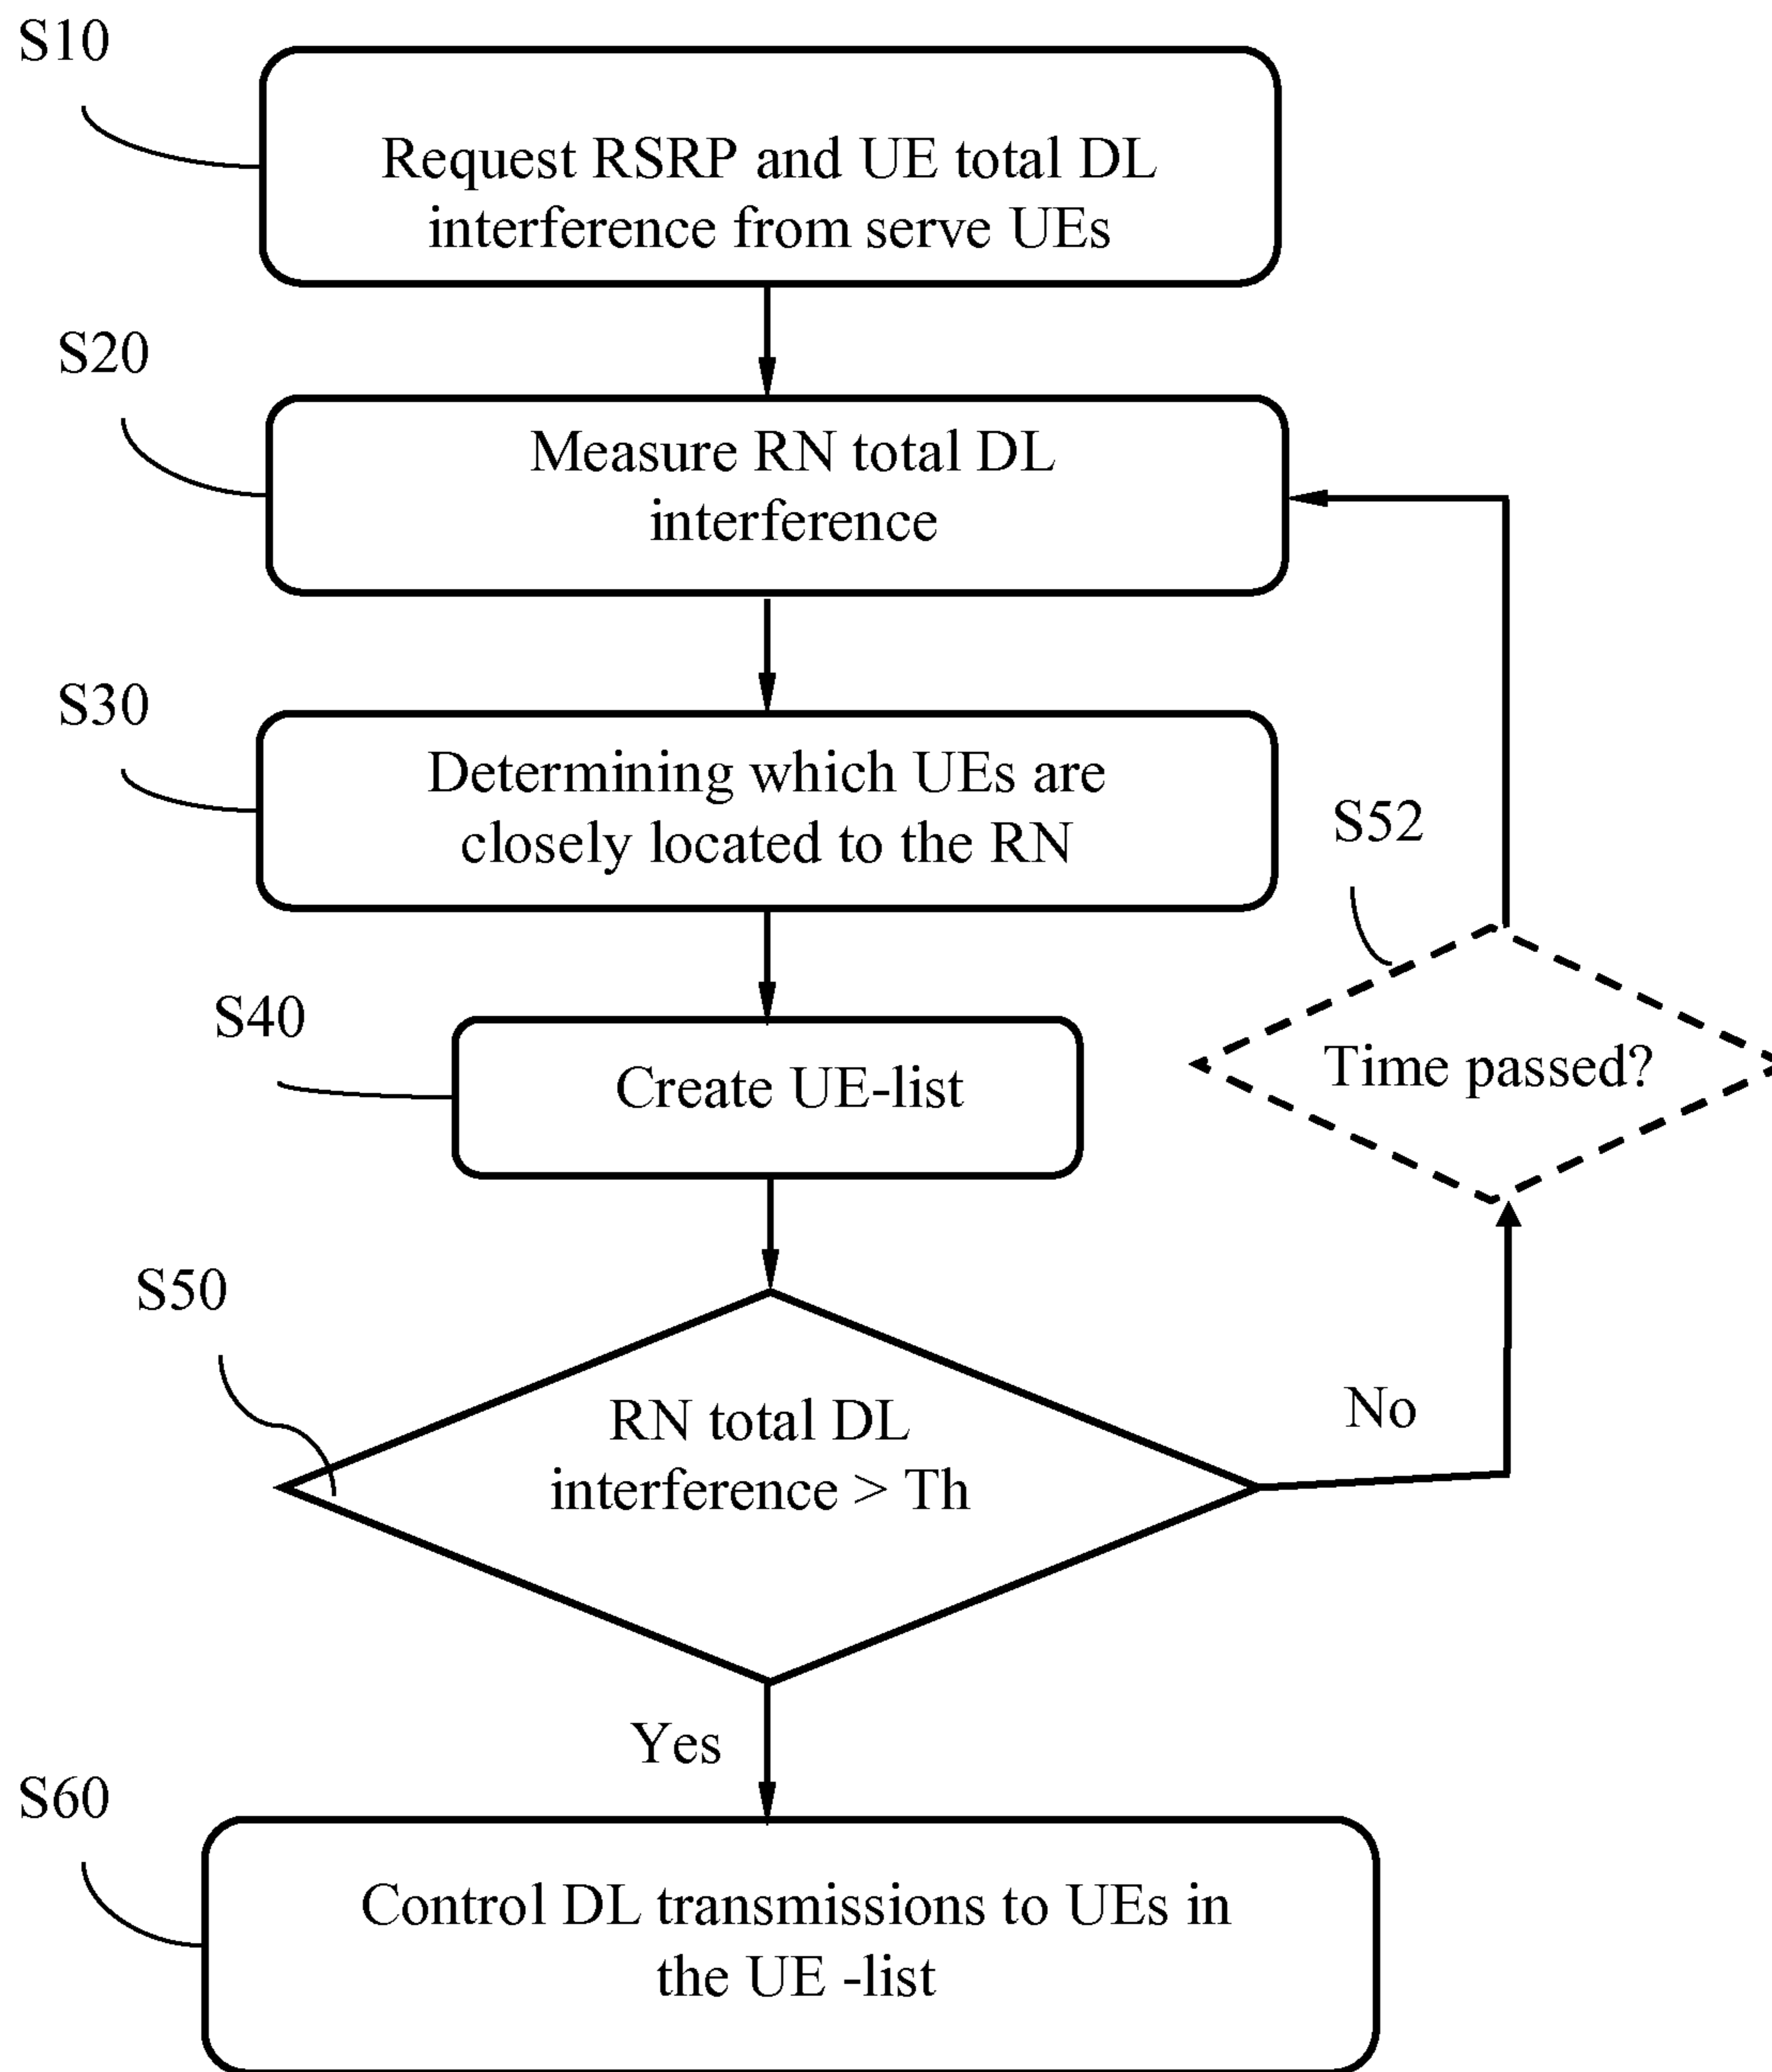 S10
Request RSRP and UE total DL
interference from serve UEs
S20
Measure RN total DL
interference
S30
Determining which UEs are
closely located to the RN
S52
Time passed?
S40
Create UE-list
S50
RN total DL
interference > Th
No
Yes
S60
Control DL transmissions to UEs in
the UE -list